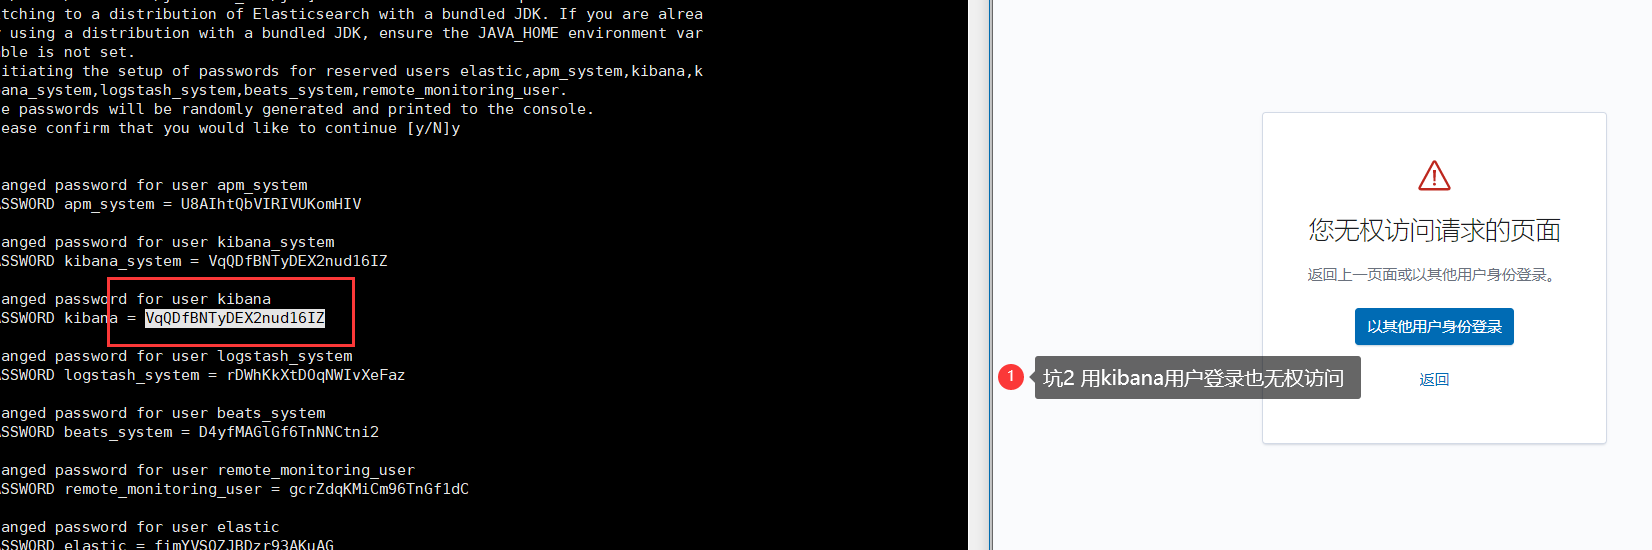 tching to a distribution of Elasticsearch with a bundled JDK. If you are alrea
using a distribution with a bundled JDK, ensure the JAVA_HOME environment var
ble is not set.
itiating the setup of passwords for reserved users elastic,apm_system,kibana,k
ana_system,logstash_system,beats_system,remote_monitoring_user.
e passwords will be randomly generated and printed to the console.
ease confirm that you would like to continue [y/N]y
anged password for user apm_system
ASSWORD apm_system = U8AIhtQbVIRIVUKomHIV
anged password for user kibana_system
ASSWORD kibana_system = VqQDfBNTyDEX2nud16IZ
anged password for user kibana
ASSWORD kibana = VqQDfBNTyDEX2nud16IZ
anged password for user logstash_system
ASSWORD logstash_system = rDWhKkXtDOqNWIvXeFaz
anged password for user beats_system
ASSWORD beats_system = D4yfMAGlGf6TnNNCtni2
anged password for user remote_monitoring_user
ASSWORD remote_monitoring_user = gcrZdqKMiCm96TnGf1dC
anged password for user elastic
ASSWORD elastic = fjmYVSQZJBDzr93AKuAG
您无权访问请求的页面
返回上一页面或以其他用户身份登录。
以其他用户身份登录
1 坑2 用kibana用户登录也无权访问
返回